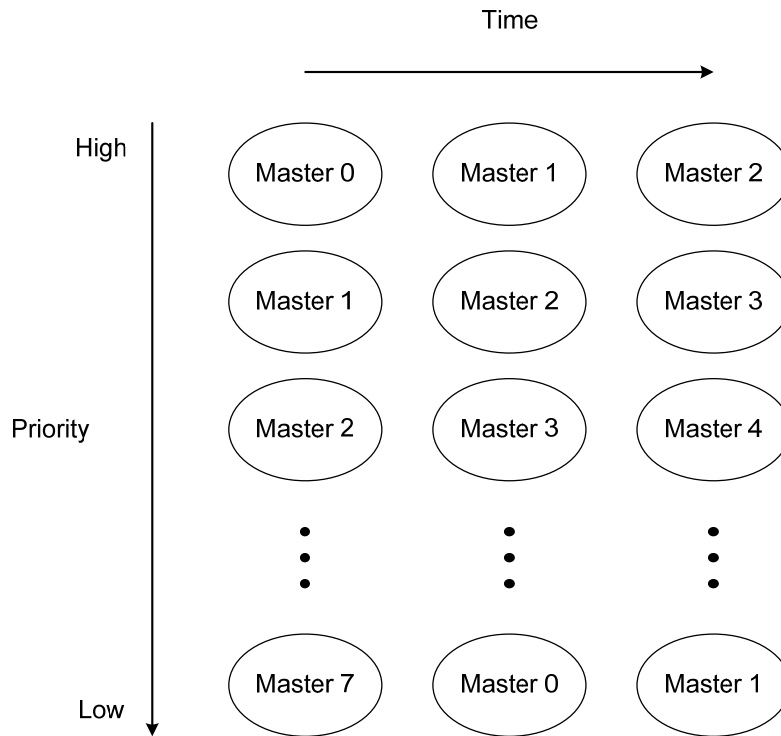 Time
High
Master 0 Master 1 Master 2
Master 1 Master 2 Master 3
Priority
Master 2 Master 3 Master 4
Master 7 Master 0 Master 1
Low